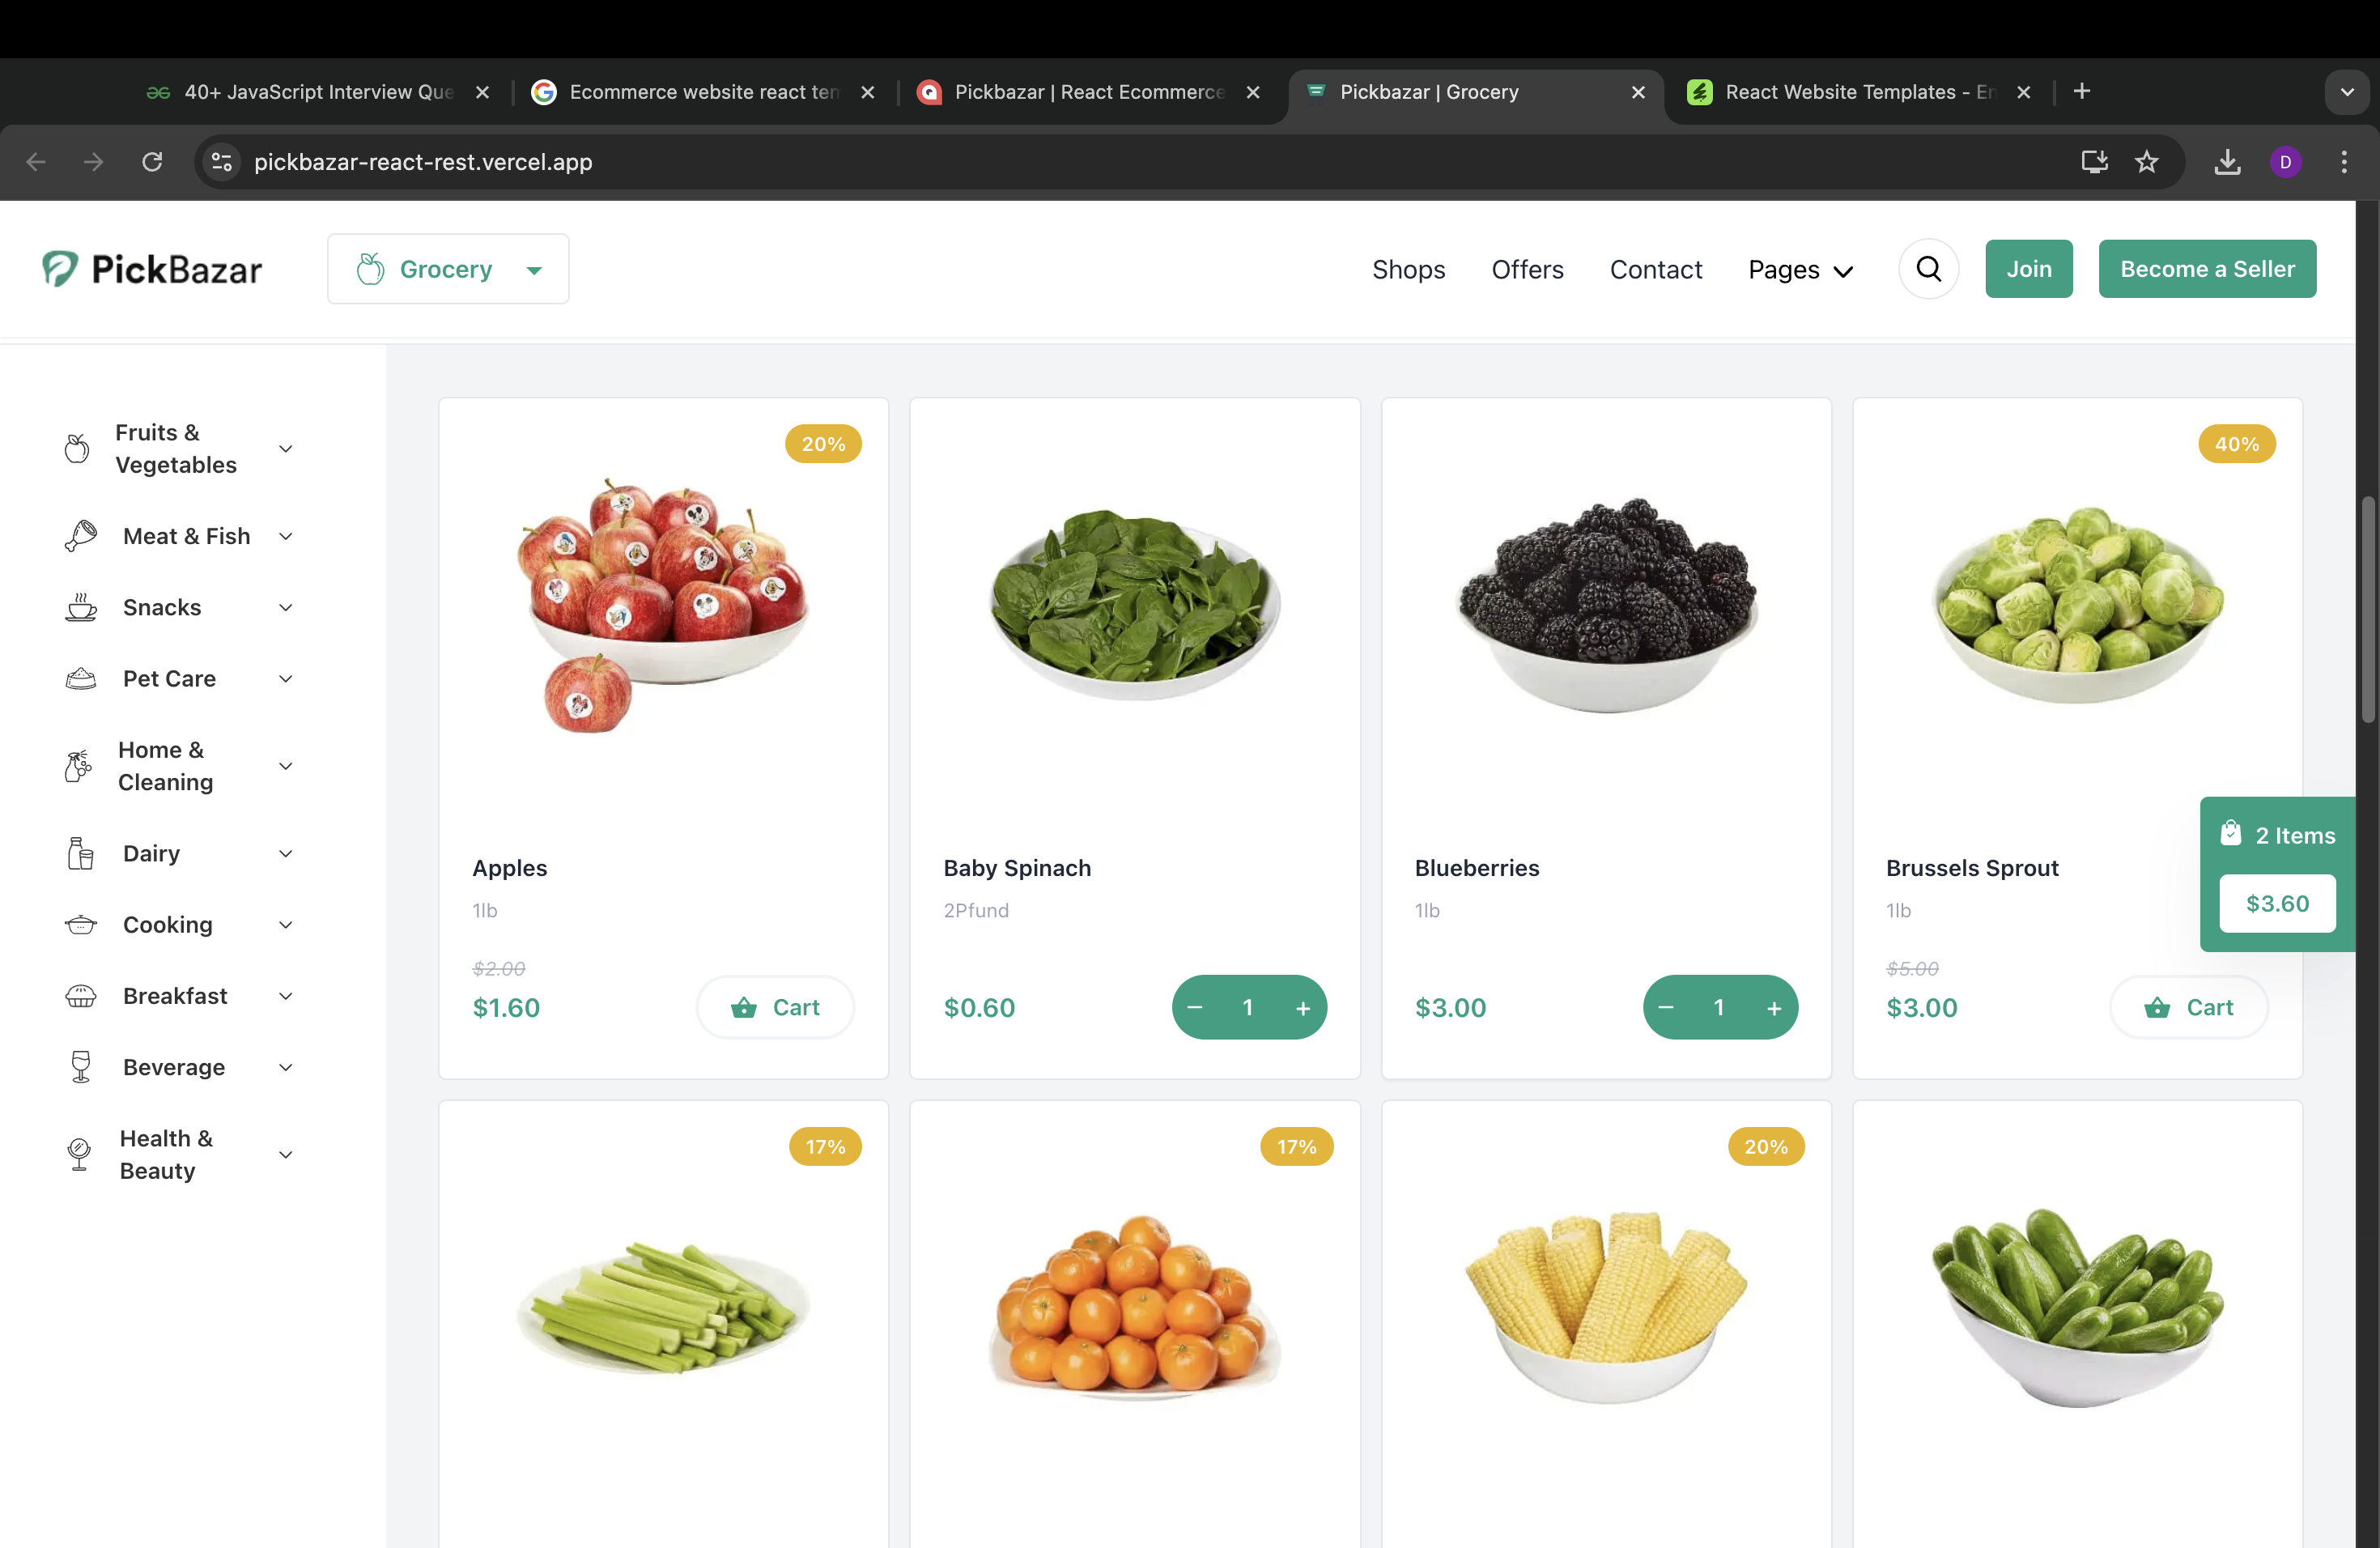 40+ JavaScript Interview Que
Ecommerce website react ten
Pickbazar | React Ecommerce
Pickbazar | Grocery
React Website Templates - En
pickbazar-react-rest.vercel.app
D
PickBazar
Grocery
Shops
Offers
Contact
Pages
Join
Become a Seller
Fruits &
Vegetables
Meat & Fish
Snacks
Pet Care
Home &
Cleaning
Dairy
Cooking
Breakfast
Beverage
Health &
Beauty
20%
Apples
1lb
$2.00
$1.60
Cart
Baby Spinach
2Pfund
$0.60
1
Blueberries
1lb
$3.00
1
40%
Brussels Sprout
1lb
$5.00
$3.00
Cart
2 Items
$3.60
17%
17%
20%